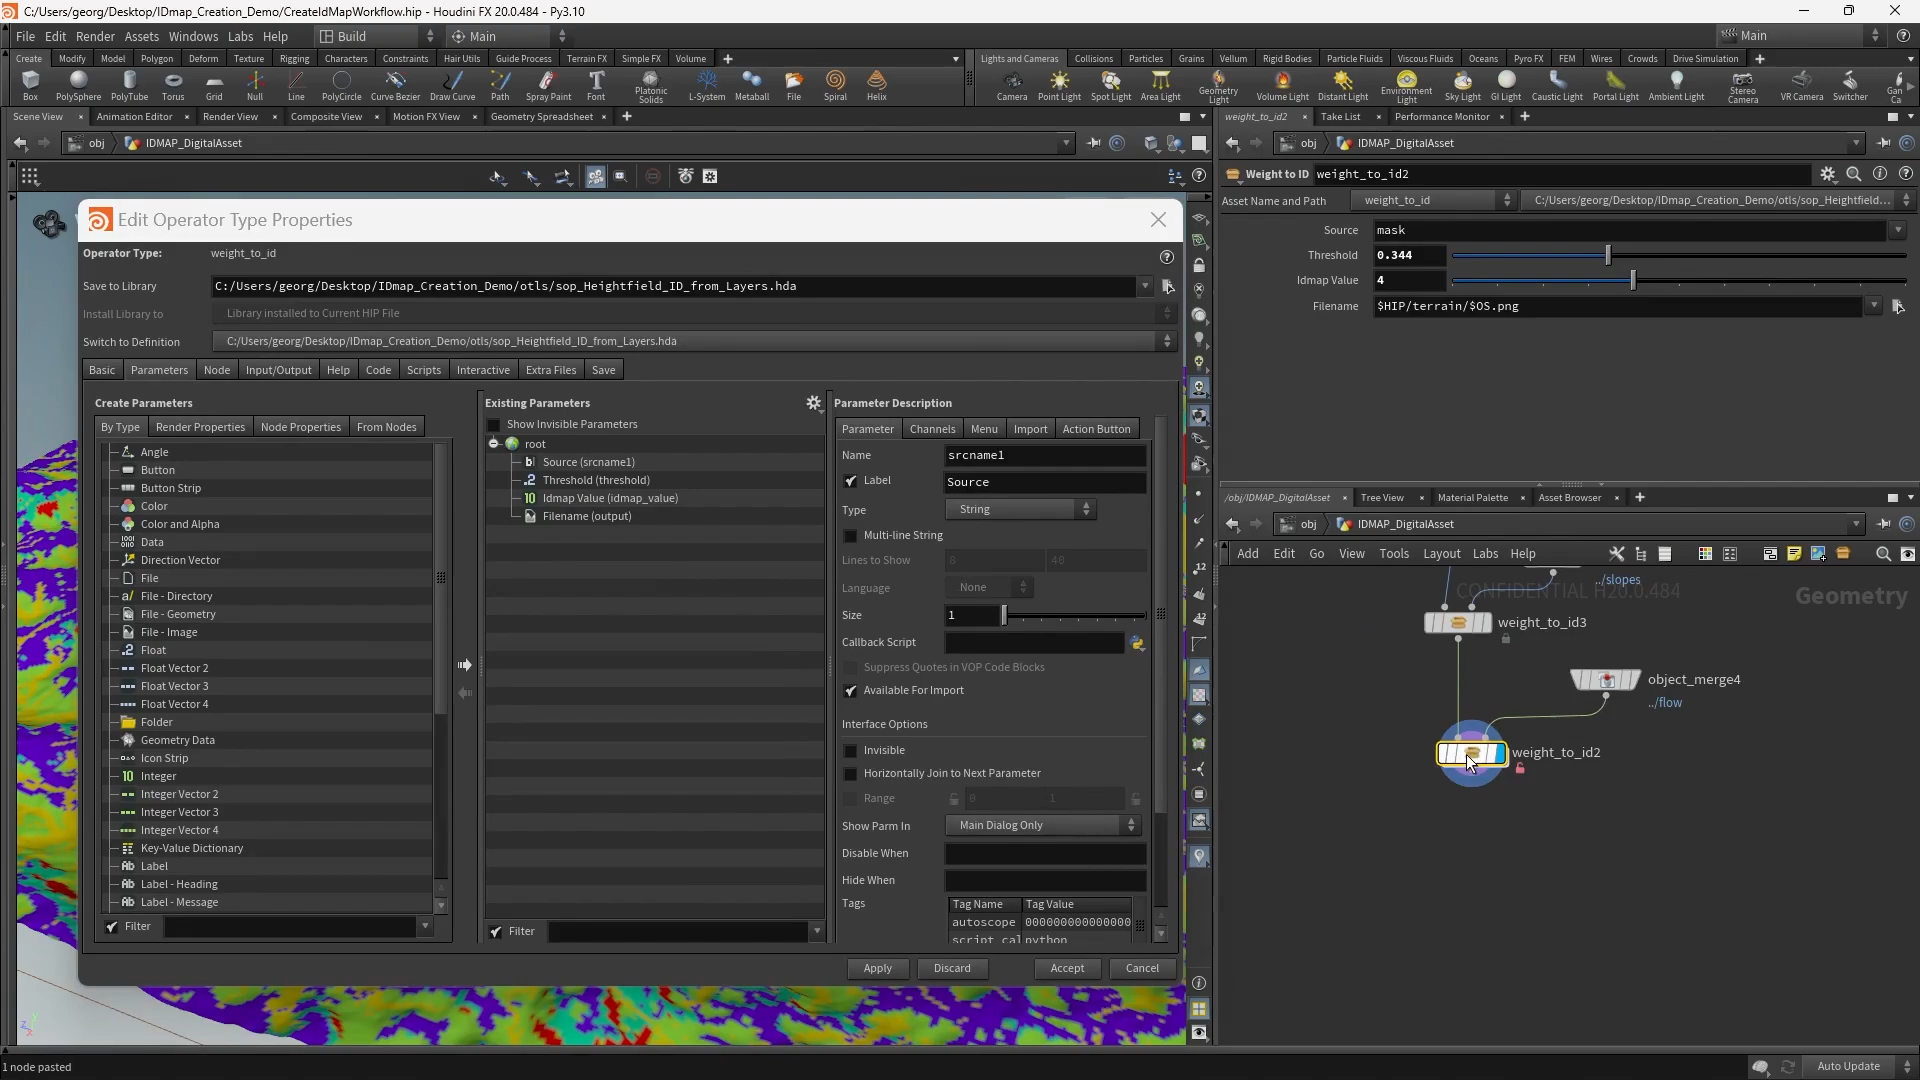 C:/Users/georg/Desktop/IDmap_Creation_Demo/CreateIdMapWorkflow.hip - Houdini FX 20.0.484 - Py3.10
File Edit Render Assets Windows Labs Help Build Main Main
Create Modify Model Polygon Deform Texture Rigging Characters Constraints Hair Utils Guide Process Terrain FX Simple FX Volume
Lights and Cameras Collisions Particles Grains Vellum Rigid Bodies Particle Fluids Viscous Fluids Oceans Pyro FX FEM Wires Crowds Drive Simulation
Box PolySphere PolyTube Torus Grid Null Line PolyCircle Curve Bezier Draw Curve Path Spray Paint Font Platonic Solids L-System Metaball File Spiral Helix
Camera Point Light Spot Light Area Light Geometry Light Volume Light Distant Light Environment Light Sky Light GI Light Caustic Light Portal Light Ambient Light Stereo Camera VR Camera Switcher Gan Ca
Scene View Animation Editor Render View Composite View Motion FX View Geometry Spreadsheet
weight_to_id2 Take List Performance Monitor
obj IDMAP_DigitalAsset
obj IDMAP_DigitalAsset
Weight to ID weight_to_id2
Asset Name and Path weight_to_id C:/Users/georg/Desktop/IDmap_Creation_Demo/otls/sop_Heightfield...
Source mask
Threshold 0.344
Idmap Value 4
Filename $HIP/terrain/$OS.png
Edit Operator Type Properties
Operator Type: weight_to_id
Save to Library C:/Users/georg/Desktop/IDmap_Creation_Demo/otls/sop_Heightfield_ID_from_Layers.hda
Install Library to Library installed to Current HIP File
Switch to Definition C:/Users/georg/Desktop/IDmap_Creation_Demo/otls/sop_Heightfield_ID_from_Layers.hda
Basic Parameters Node Input/Output Help Code Scripts Interactive Extra Files Save
Create Parameters
By Type Render Properties Node Properties From Nodes
Angle
Button
Button Strip
Color
Color and Alpha
Data
Direction Vector
File
File - Directory
File - Geometry
File - Image
Float
Float Vector 2
Float Vector 3
Float Vector 4
Folder
Geometry Data
Icon Strip
Integer
Integer Vector 2
Integer Vector 3
Integer Vector 4
Key-Value Dictionary
Label
Label - Heading
Label - Message
Filter
Existing Parameters
Show Invisible Parameters
root
Source (srcname1)
Threshold (threshold)
Idmap Value (idmap_value)
Filename (output)
Filter
Parameter Description
Parameter Channels Menu Import Action Button
Name srcname1
Label Source
Type String
Multi-line String
Lines to Show 8 40
Language None
Size 1
Callback Script
Suppress Quotes in VOP Code Blocks
Available For Import
Interface Options
Invisible
Horizontally Join to Next Parameter
Range 0 1
Show Parm In Main Dialog Only
Disable When
Hide When
Tags Tag Name Tag Value
autoscope 000000000000000
script_cal python
Apply Discard Accept Cancel
/obj/IDMAP_DigitalAsset Tree View Material Palette Asset Browser
obj IDMAP_DigitalAsset
Add Edit Go View Tools Layout Labs Help
../slopes
CONFIDENTIAL H20.0.484
Geometry
weight_to_id3
object_merge4
../flow
weight_to_id2
1 node pasted
Auto Update